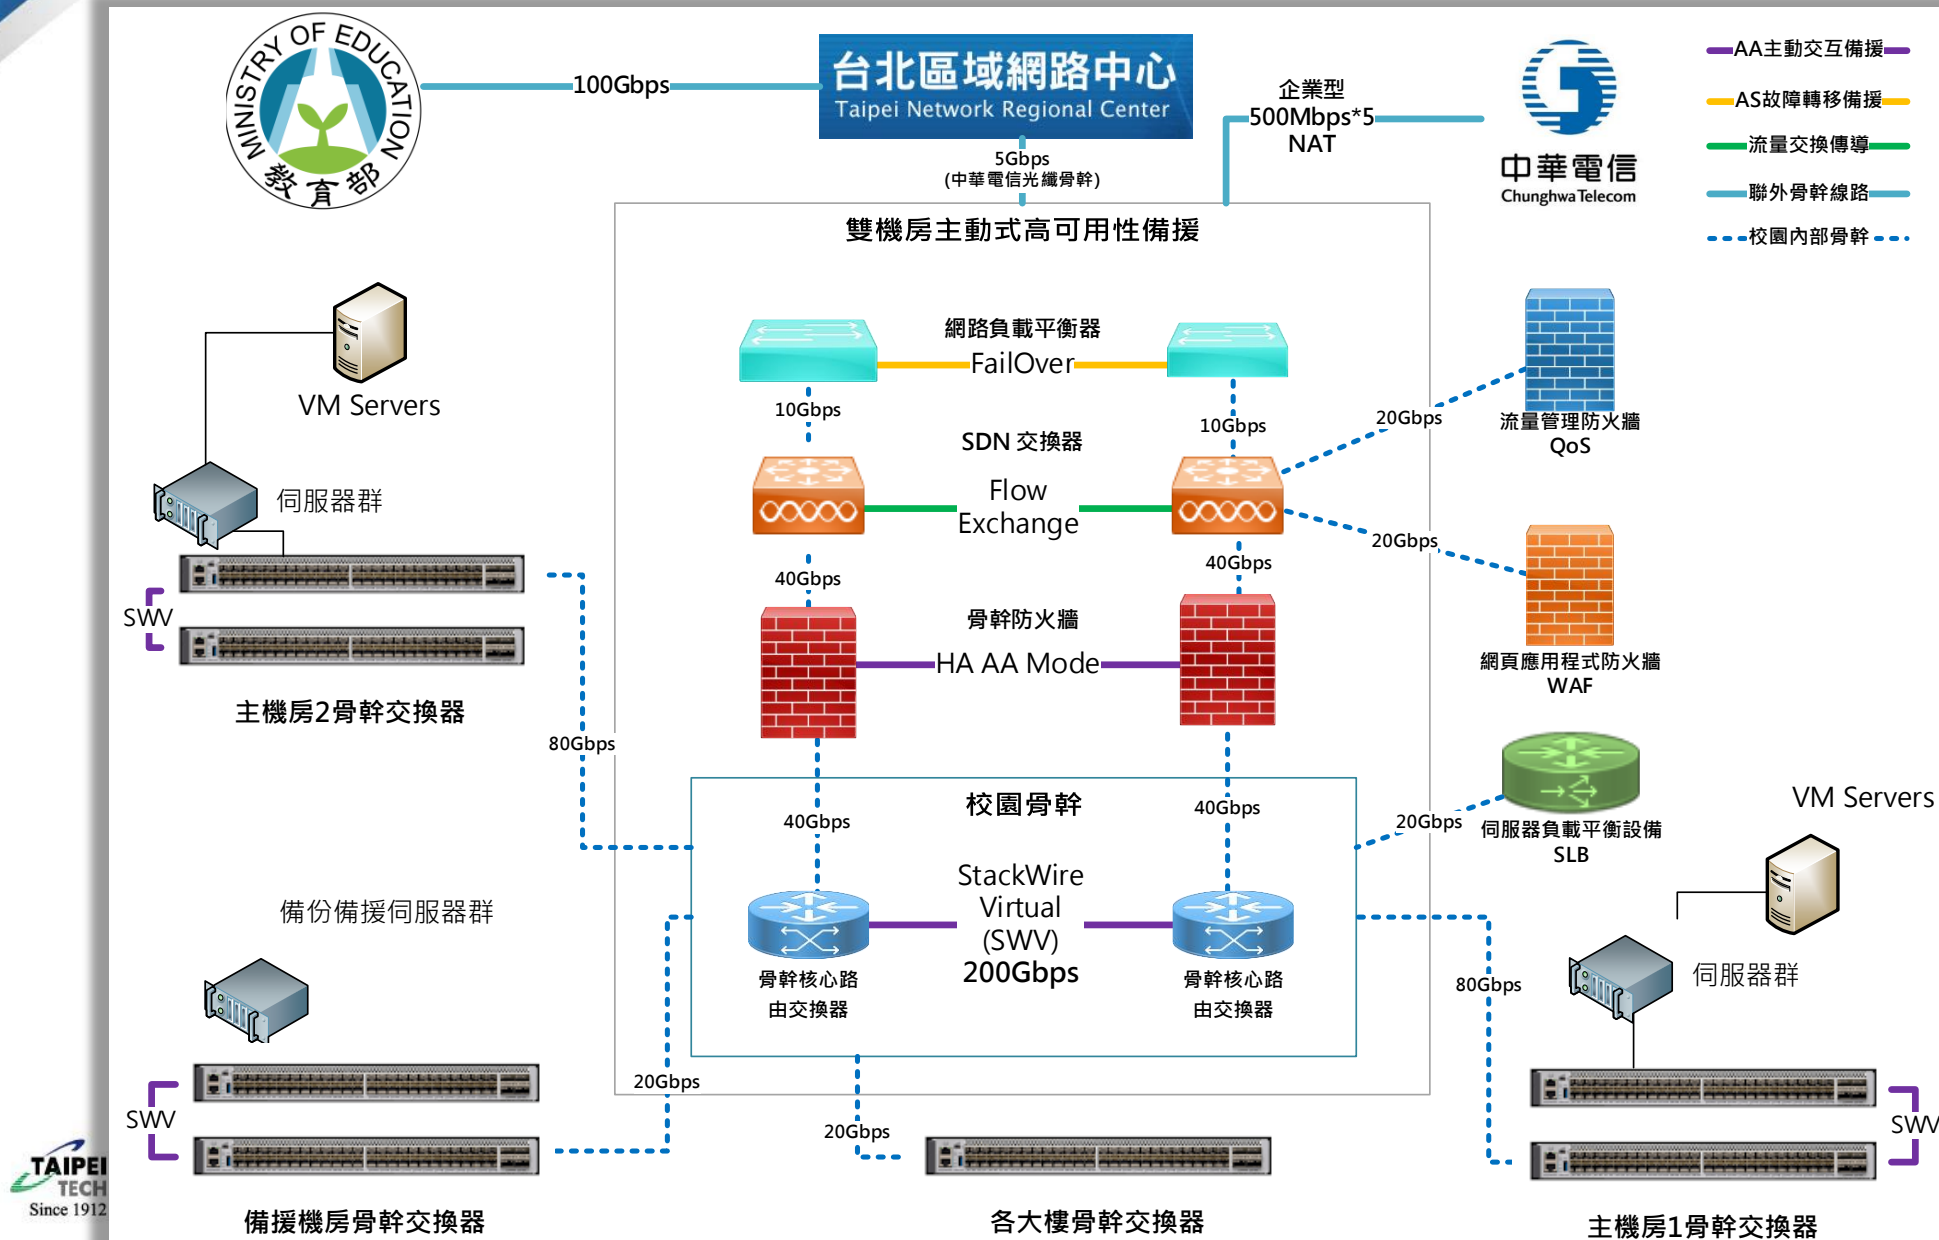 MINISTRY OF EDUCATION
教育部
100Gbps
台北區域網路中心
Taipei Network Regional Center
5Gbps
(中華電信光纖骨幹)
企業型
500Mbps*5
NAT
中華電信
Chunghwa Telecom
AA主動交互備援
AS故障轉移備援
流量交換傳導
聯外骨幹線路
校園內部骨幹
雙機房主動式高可用性備援
VM Servers
伺服器群
SWV
主機房2骨幹交換器
80Gbps
網路負載平衡器
FailOver
10Gbps
10Gbps
SDN 交換器
Flow
Exchange
40Gbps
40Gbps
骨幹防火牆
HA AA Mode
20Gbps
流量管理防火牆
QoS
20Gbps
網頁應用程式防火牆
WAF
校園骨幹
40Gbps
40Gbps
StackWire
Virtual
(SWV)
200Gbps
骨幹核心路
由交換器
骨幹核心路
由交換器
20Gbps
伺服器負載平衡設備
SLB
VM Servers
伺服器群
80Gbps
SWV
主機房1骨幹交換器
備份備援伺服器群
SWV
20Gbps
備援機房骨幹交換器
20Gbps
各大樓骨幹交換器
TAIPEI
TECH
Since 1912